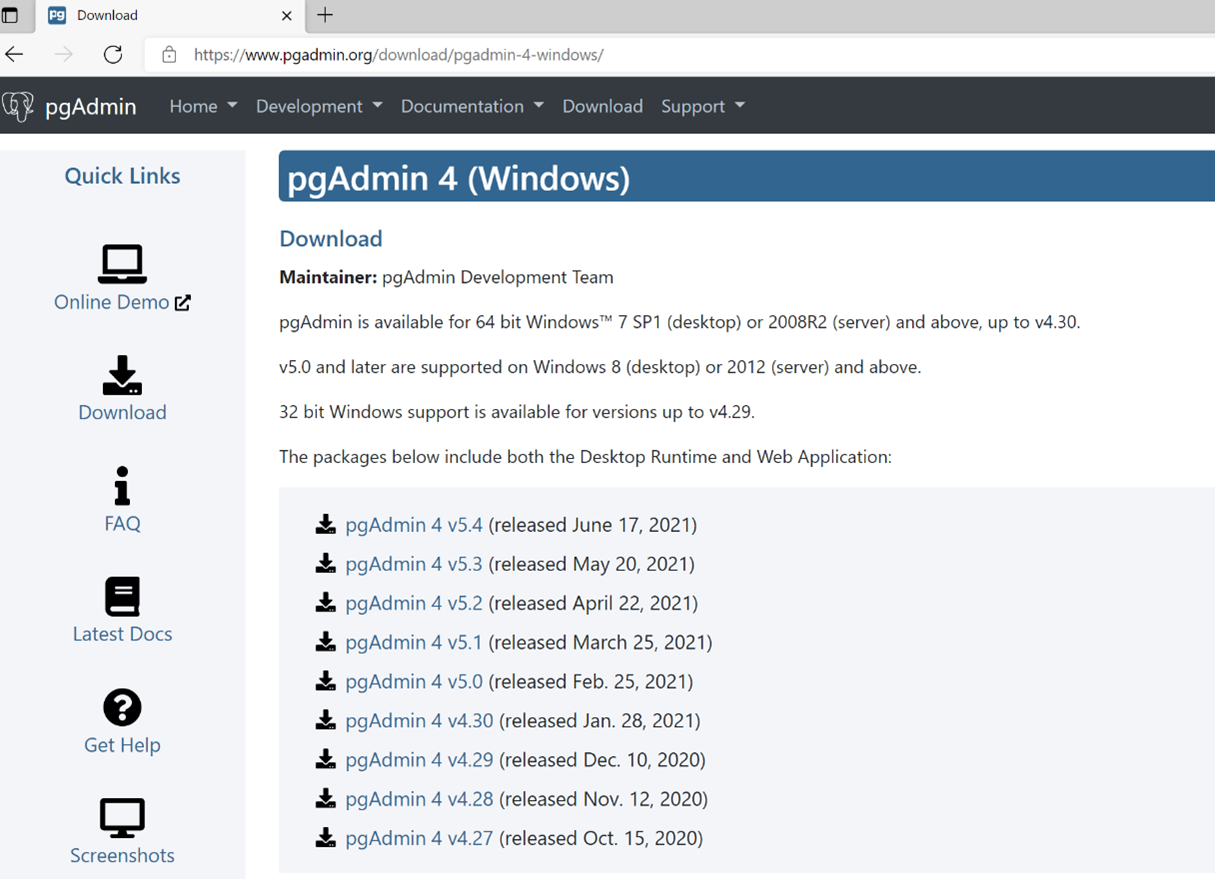 Download
https://www.pgadmin.org/download/pgadmin-4-windows/
pgAdmin Home Development Documentation Download Support
Quick Links
Online Demo
Download
FAQ
Latest Docs
Get Help
Screenshots
pgAdmin 4 (Windows)
Download
Maintainer: pgAdmin Development Team
pgAdmin is available for 64 bit Windows™ 7 SP1 (desktop) or 2008R2 (server) and above, up to v4.30.
v5.0 and later are supported on Windows 8 (desktop) or 2012 (server) and above.
32 bit Windows support is available for versions up to v4.29.
The packages below include both the Desktop Runtime and Web Application:
pgAdmin 4 v5.4 (released June 17, 2021)
pgAdmin 4 v5.3 (released May 20, 2021)
pgAdmin 4 v5.2 (released April 22, 2021)
pgAdmin 4 v5.1 (released March 25, 2021)
pgAdmin 4 v5.0 (released Feb. 25, 2021)
pgAdmin 4 v4.30 (released Jan. 28, 2021)
pgAdmin 4 v4.29 (released Dec. 10, 2020)
pgAdmin 4 v4.28 (released Nov. 12, 2020)
pgAdmin 4 v4.27 (released Oct. 15, 2020)